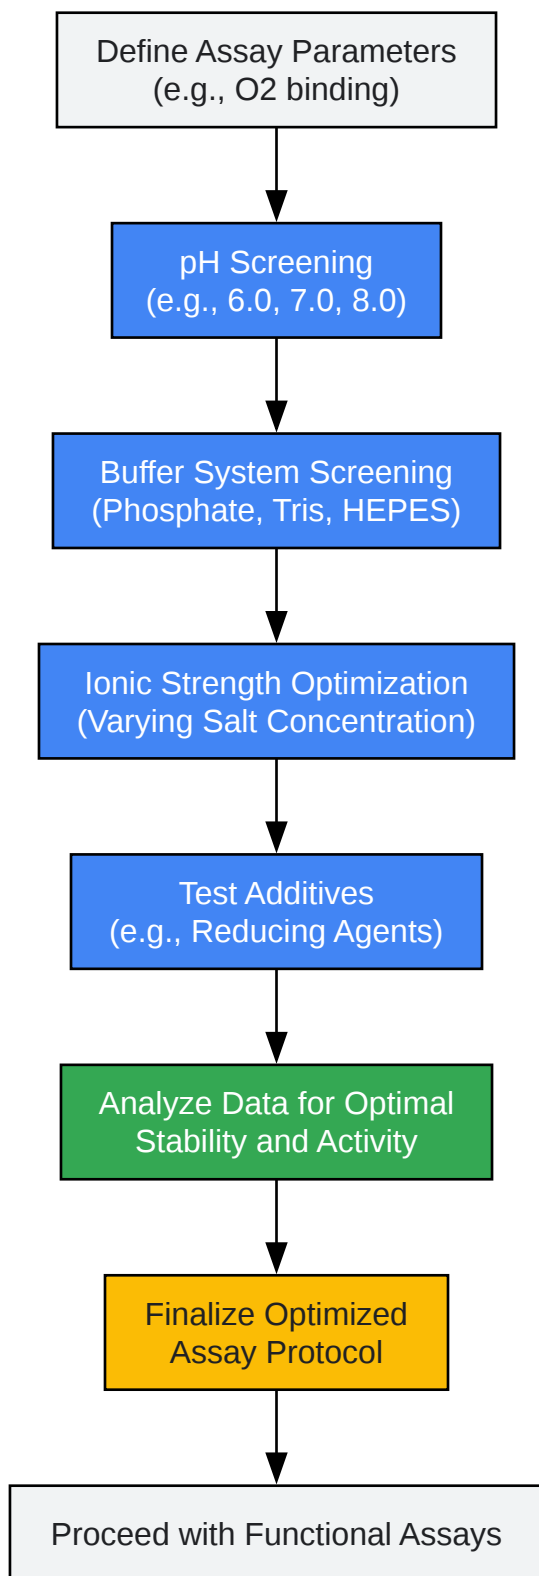 Define Assay Parameters
(e.g., O2 binding)
pH Screening
(e.g., 6.0, 7.0, 8.0)
Buffer System Screening
(Phosphate, Tris, HEPES)
Ionic Strength Optimization
(Varying Salt Concentration)
Test Additives
(e.g., Reducing Agents)
Analyze Data for Optimal
Stability and Activity
Finalize Optimized
Assay Protocol
Proceed with Functional Assays